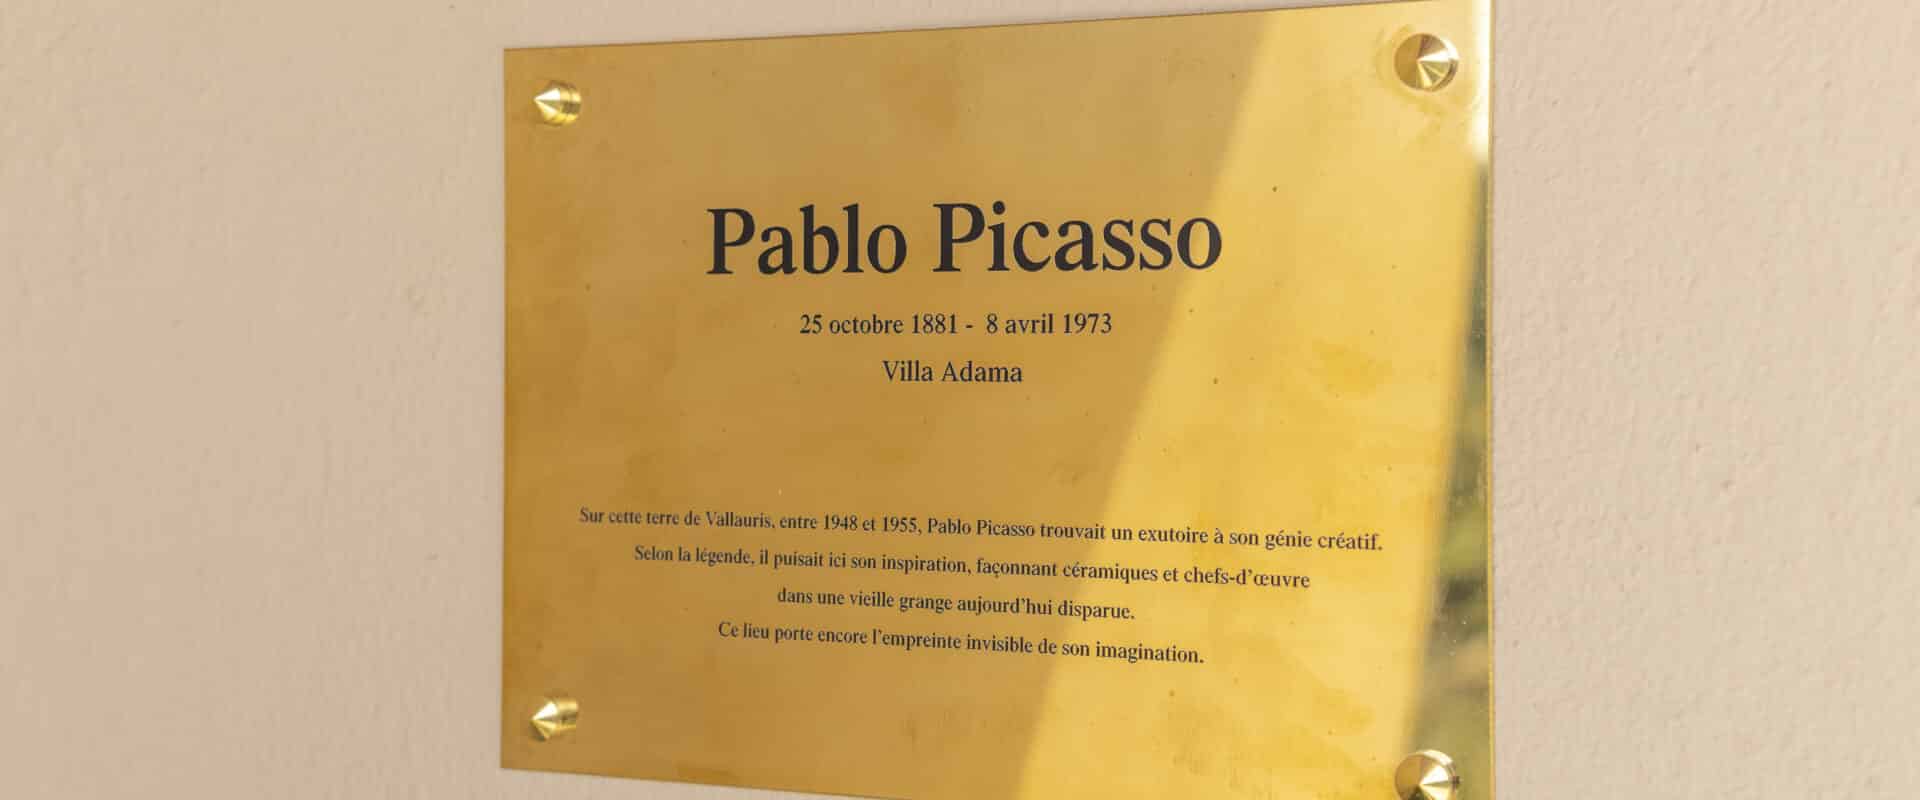 Pablo Picasso
25 octobre 1881 - 8 avril 1973
Villa Adama
Sur cette terre de Vallauris, entre 1948 et 1955, Pablo Picasso trouvait un exutoire à son génie créatif.
Selon la légende, il puisait ici son inspiration, façonnant céramiques et chefs-d’œuvre
dans une vieille grange aujourd’hui disparue.
Ce lieu porte encore l’empreinte invisible de son imagination.